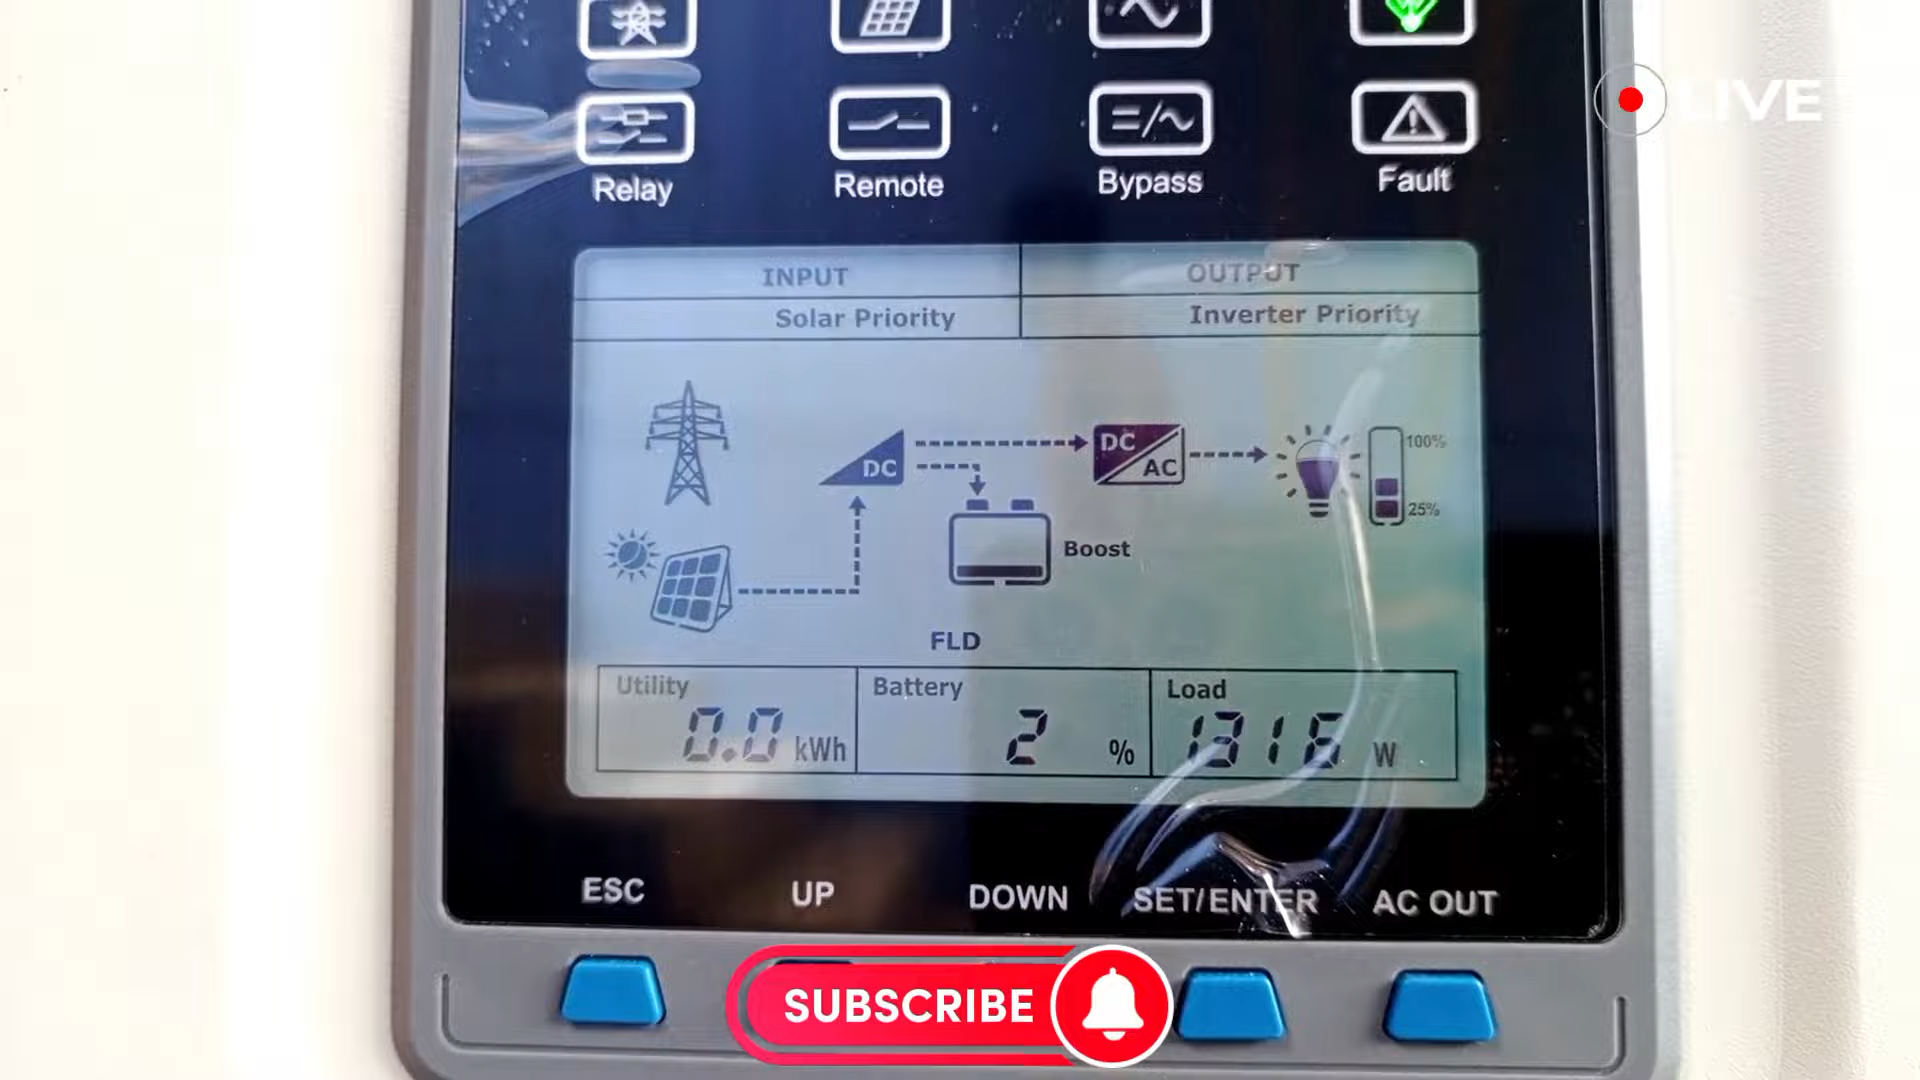 LIVE
Relay
Remote
Bypass
Fault
INPUT
OUTPUT
Solar Priority
Inverter Priority
DC
DC
AC
100%
25%
Boost
FLD
Utility
Battery
Load
0.0 kWh
2 %
1316 W
ESC
UP
DOWN
SET/ENTER
AC OUT
SUBSCRIBE